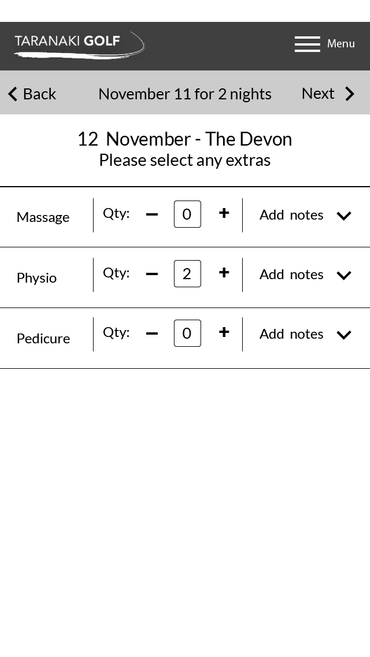 TARANAKI GOLF
Menu
Back November 11 for 2 nights Next
12 November - The Devon
Please select any extras
Massage Qty: − 0 + Add notes
Physio Qty: − 2 + Add notes
Pedicure Qty: − 0 + Add notes